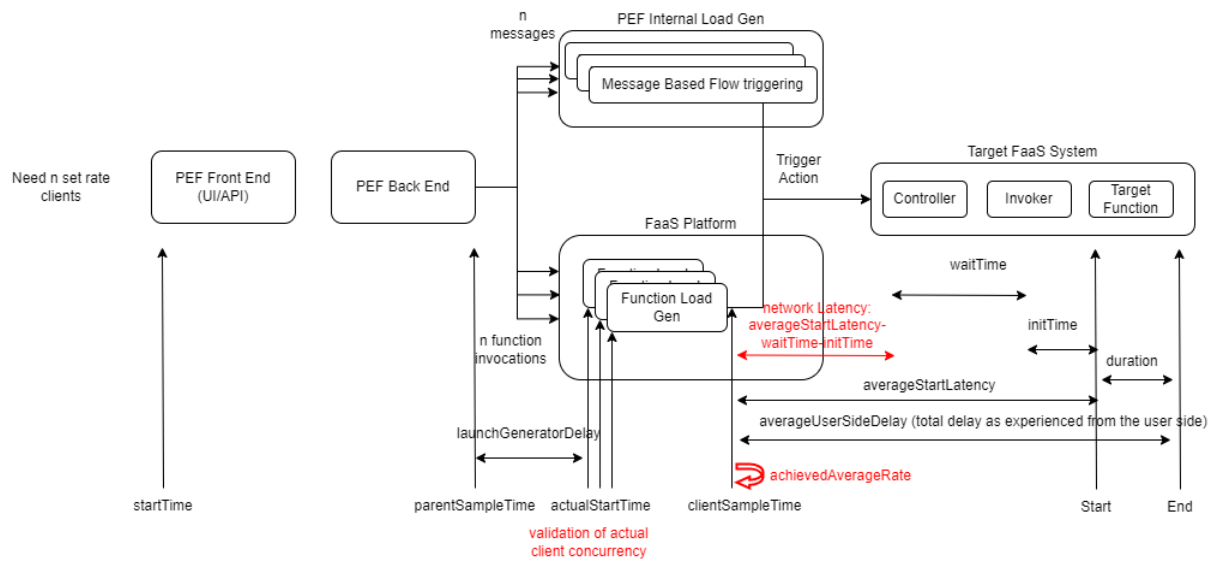 n
messages
PEF Internal Load Gen
Message Based Flow triggering
Need n set rate
clients
PEF Front End
(UI/API)
PEF Back End
Trigger
Action
Target FaaS System
Controller
Invoker
Target
Function
FaaS Platform
Function Load
Gen
n function
invocations
network Latency:
averageStartLatency-
waitTime-initTime
waitTime
initTime
duration
averageStartLatency
averageUserSideDelay (total delay as experienced from the user side)
launchGeneratorDelay
achievedAverageRate
startTime
parentSampleTime
actualStartTime
clientSampleTime
Start
End
validation of actual
client concurrency